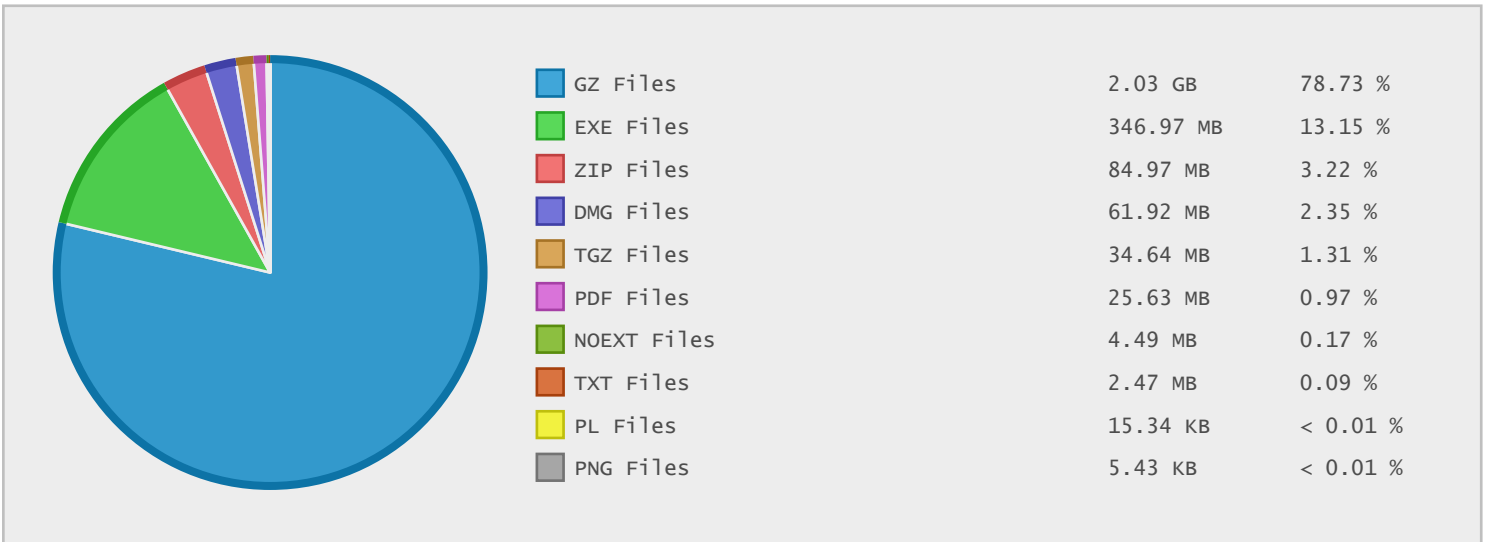 GZ Files 2.03 GB 78.73 %
EXE Files 346.97 MB 13.15 %
ZIP Files 84.97 MB 3.22 %
DMG Files 61.92 MB 2.35 %
TGZ Files 34.64 MB 1.31 %
PDF Files 25.63 MB 0.97 %
NOEXT Files 4.49 MB 0.17 %
TXT Files 2.47 MB 0.09 %
PL Files 15.34 KB < 0.01 %
PNG Files 5.43 KB < 0.01 %